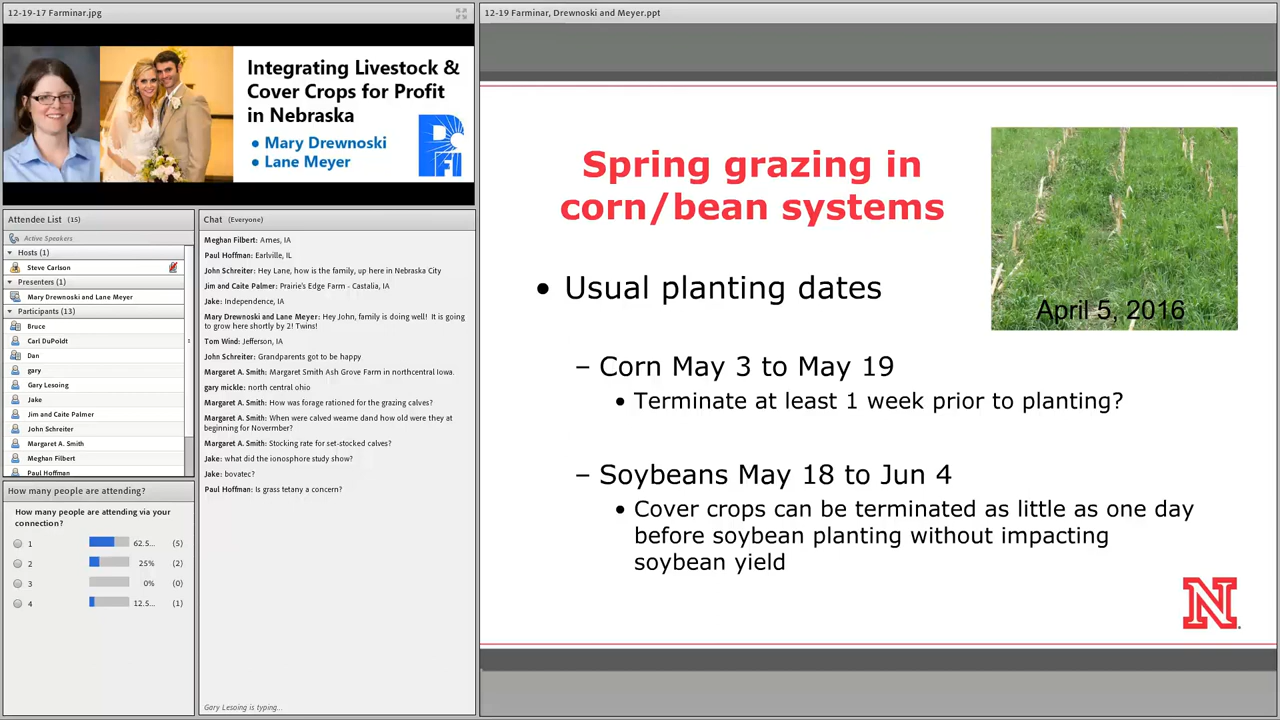 12-19-17 Farminar.jpg
Integrating Livestock &
Cover Crops for Profit
in Nebraska
• Mary Drewnoski
• Lane Meyer
PFI
Attendee List (15)
Active Speakers
Hosts (1)
Steve Carlson
Presenters (1)
Mary Drewnoski and Lane Meyer
Participants (13)
Bruce
Carl DuPoldt
Dan
gary
Gary Lesoing
Jake
Jim and Caite Palmer
John Schreiter
Margaret A. Smith
Meghan Filbert
Paul Hoffman
Chat (Everyone)
Meghan Filbert: Ames, IA
Paul Hoffman: Earlville, IL
John Schreiter: Hey Lane, how is the family, up here in Nebraska City
Jim and Caite Palmer: Prairie's Edge Farm - Castalia, IA
Jake: Independence, IA
Mary Drewnoski and Lane Meyer: Hey John, family is doing well! It is going
to grow here shortly by 2! Twins!
Tom Wind: Jefferson, IA
John Schreiter: Grandparents got to be happy
Margaret A. Smith: Margaret Smith Ash Grove Farm in northcentral Iowa.
gary mickle: north central ohio
Margaret A. Smith: How was forage rationed for the grazing calves?
Margaret A. Smith: When were calved weame dand how old were they at
beginning for Novermber?
Margaret A. Smith: Stocking rate for set-stocked calves?
Jake: what did the ionosphore study show?
Jake: bovatec?
Paul Hoffman: Is grass tetany a concern?
Gary Lesoing is typing...
How many people are attending?
How many people are attending via your
connection?
1 62.5... (5)
2 25% (2)
3 0% (0)
4 12.5... (1)
12-19 Farminar, Drewnoski and Meyer.ppt
Spring grazing in
corn/bean systems
April 5, 2016
• Usual planting dates
– Corn May 3 to May 19
• Terminate at least 1 week prior to planting?
– Soybeans May 18 to Jun 4
• Cover crops can be terminated as little as one day
before soybean planting without impacting
soybean yield
N